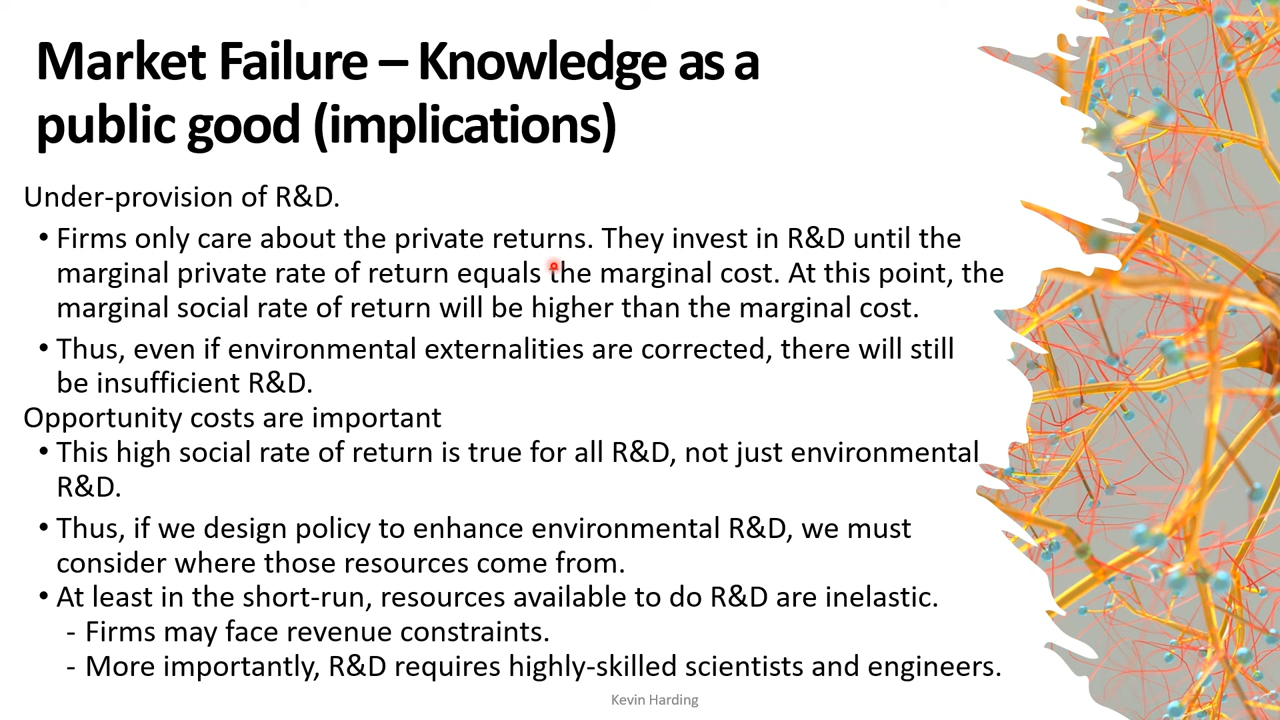 Market Failure – Knowledge as a
public good (implications)
Under-provision of R&D.
• Firms only care about the private returns. They invest in R&D until the
marginal private rate of return equals the marginal cost. At this point, the
marginal social rate of return will be higher than the marginal cost.
• Thus, even if environmental externalities are corrected, there will still
be insufficient R&D.
Opportunity costs are important
• This high social rate of return is true for all R&D, not just environmental
R&D.
• Thus, if we design policy to enhance environmental R&D, we must
consider where those resources come from.
• At least in the short-run, resources available to do R&D are inelastic.
- Firms may face revenue constraints.
- More importantly, R&D requires highly-skilled scientists and engineers.
Kevin Harding